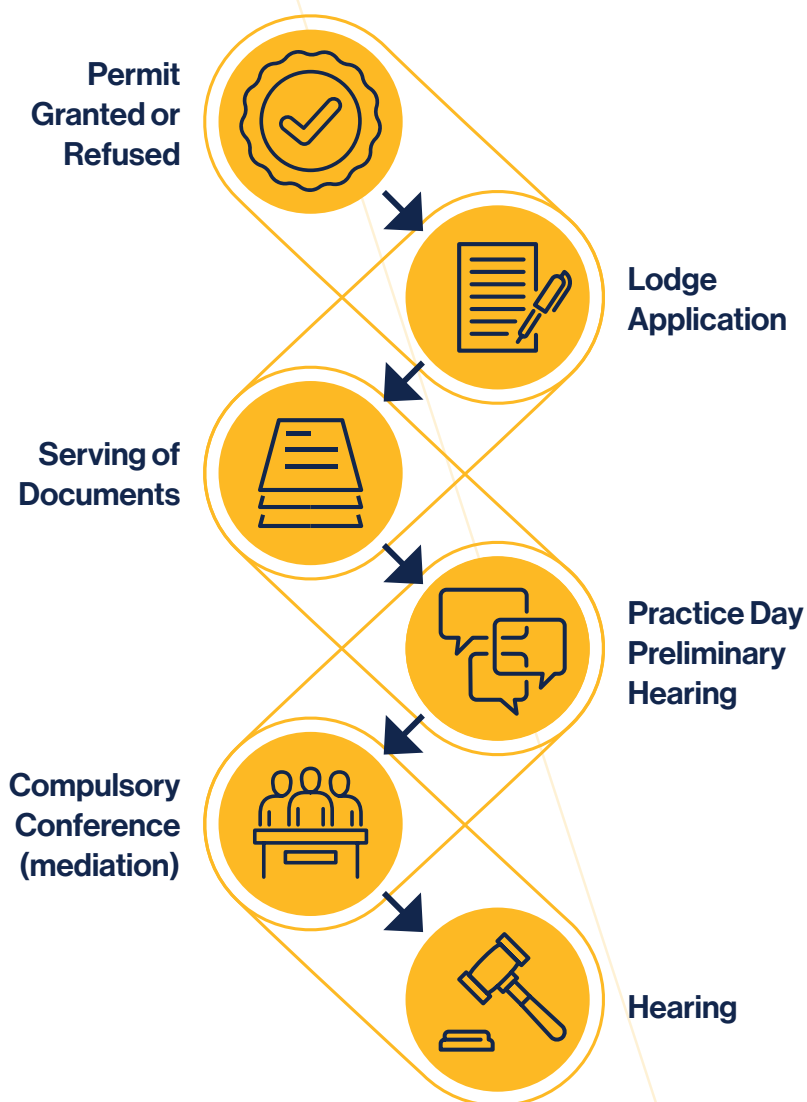 Permit
Granted or
Refused
Lodge
Application
Serving of
Documents
Practice Day
Preliminary
Hearing
Compulsory
Conference
(mediation)
Hearing